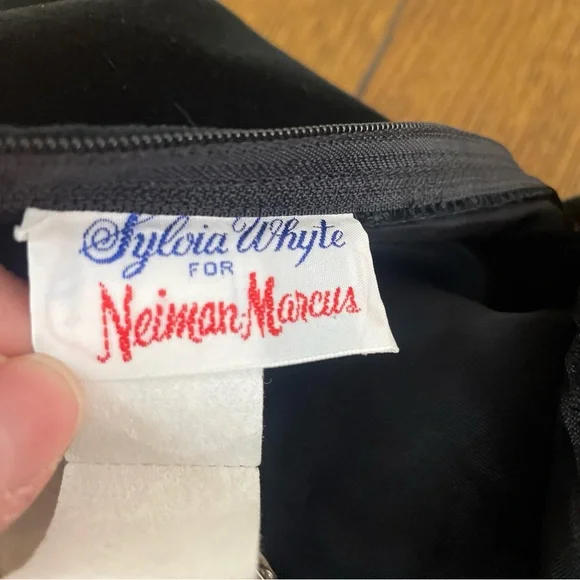 Sylvia Whyte
FOR
Neiman-Marcus